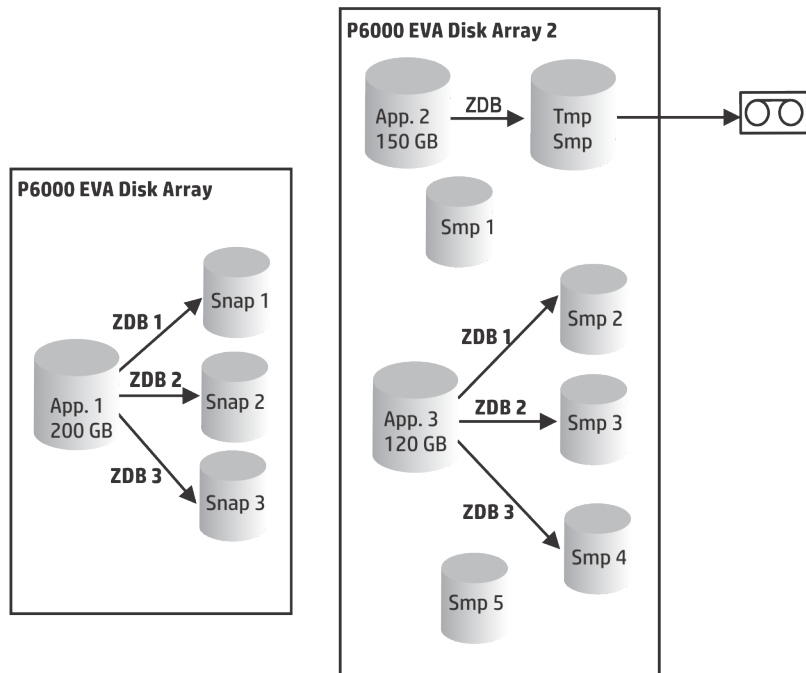 P6000 EVA Disk Array
App. 1
200 GB
ZDB 1
ZDB 2
ZDB 3
Snap 1
Snap 2
Snap 3
P6000 EVA Disk Array 2
App. 2
150 GB
ZDB
Tmp
Smp
Smp 1
App. 3
120 GB
ZDB 1
ZDB 2
ZDB 3
Smp 2
Smp 3
Smp 4
Smp 5